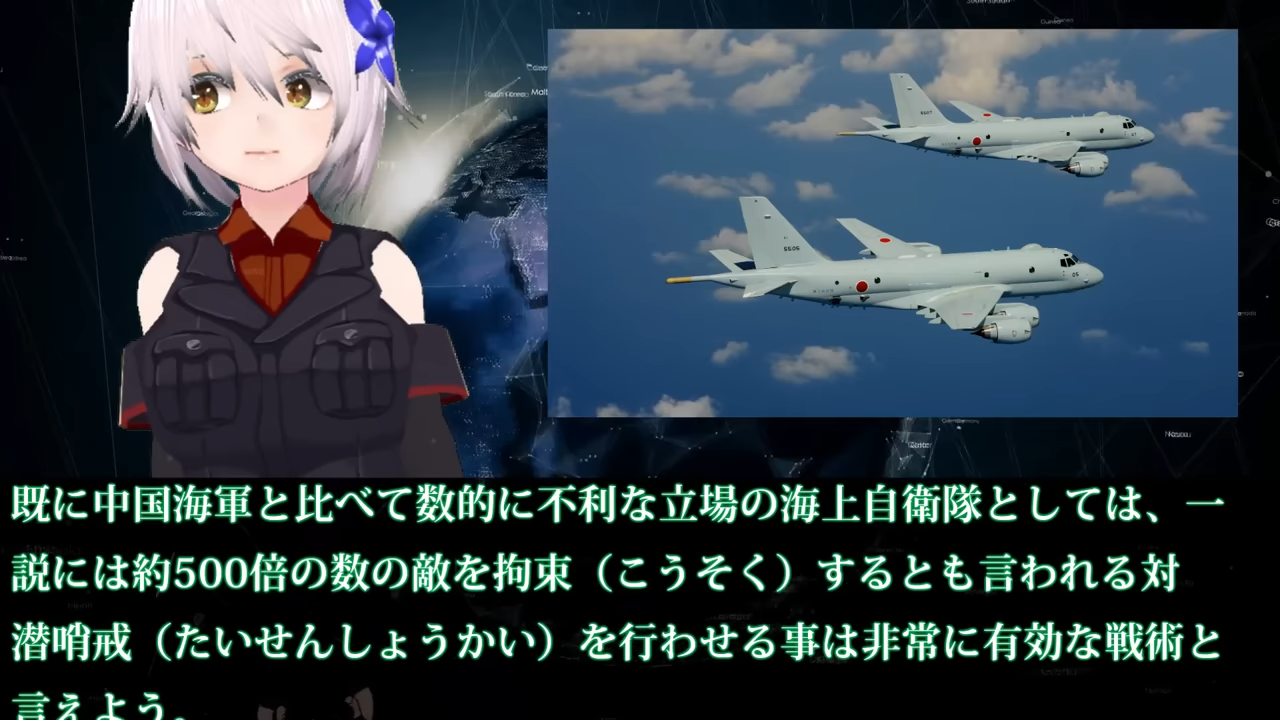 既に中国海軍と比べて数的に不利な立場の海上自衛隊としては、一
説には約500倍の数の敵を拘束（こうそく）するとも言われる対
潜哨戒（たいせんしょうかい）を行わせる事は非常に有効な戦術と
言えよう。